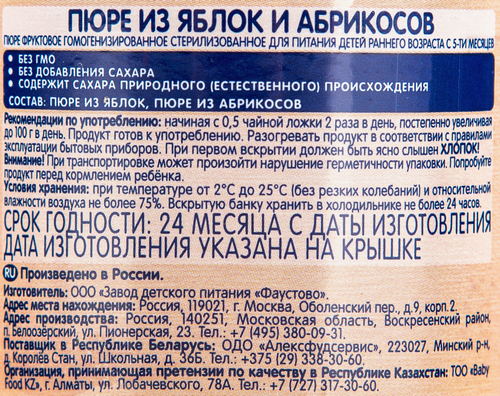 ПЮРЕ ИЗ ЯБЛОК И АБРИКОСОВ
ПЮРЕ ФРУКТОВОЕ ГОМОГЕНИЗИРОВАННОЕ СТЕРИЛИЗОВАННОЕ ДЛЯ ПИТАНИЯ ДЕТЕЙ РАННЕГО ВОЗРАСТА С 5-ТИ МЕСЯЦЕВ
• БЕЗ ГМО
• БЕЗ ДОБАВЛЕНИЯ САХАРА
• СОДЕРЖИТ САХАРА ПРИРОДНОГО (ЕСТЕСТВЕННОГО) ПРОИСХОЖДЕНИЯ
СОСТАВ: ПЮРЕ ИЗ ЯБЛОК, ПЮРЕ ИЗ АБРИКОСОВ
Рекомендации по употреблению: начиная с 0,5 чайной ложки 2 раза в день, постепенно увеличивая
до 100 г в день. Продукт готов к употреблению. Разогревать продукт в соответствии с правилами
эксплуатации бытовых приборов. При первом вскрытии должен быть ясно слышен ХЛОПОК!
Внимание! При транспортировке может произойти нарушение герметичности упаковки. Попробуйте
продукт перед кормлением ребёнка.
Условия хранения: при температуре от 2°С до 25°С (без резких колебаний) и относительной
влажности воздуха не более 75%. Вскрытую банку хранить в холодильнике не более 24 часов.
СРОК ГОДНОСТИ: 24 МЕСЯЦА С ДАТЫ ИЗГОТОВЛЕНИЯ
ДАТА ИЗГОТОВЛЕНИЯ УКАЗАНА НА КРЫШКЕ
RU Произведено в России.
Изготовитель: ООО «Завод детского питания «Фаустово».
Адрес места нахождения: Россия, 119021, г. Москва, Оболенский пер., д.9, корп.2.
Адрес производства: Россия, 140251, Московская область, Воскресенский район,
п. Белоозёрский, ул. Пионерская, 23. Тел.: +7 (495) 380-09-31.
Поставщик в Республике Беларусь: ОДО «Алексфудсервис», 223027, Минский р-н,
д. Королёв Стан, ул. Школьная, д. 36Б. Тел.: +375 (29) 338-30-60.
Организация, принимающая претензии по качеству в Республике Казахстан: ТОО «Baby
Food KZ», г. Алматы, ул. Лобачевского, 78А. Тел.: +7 (727) 317-30-60.